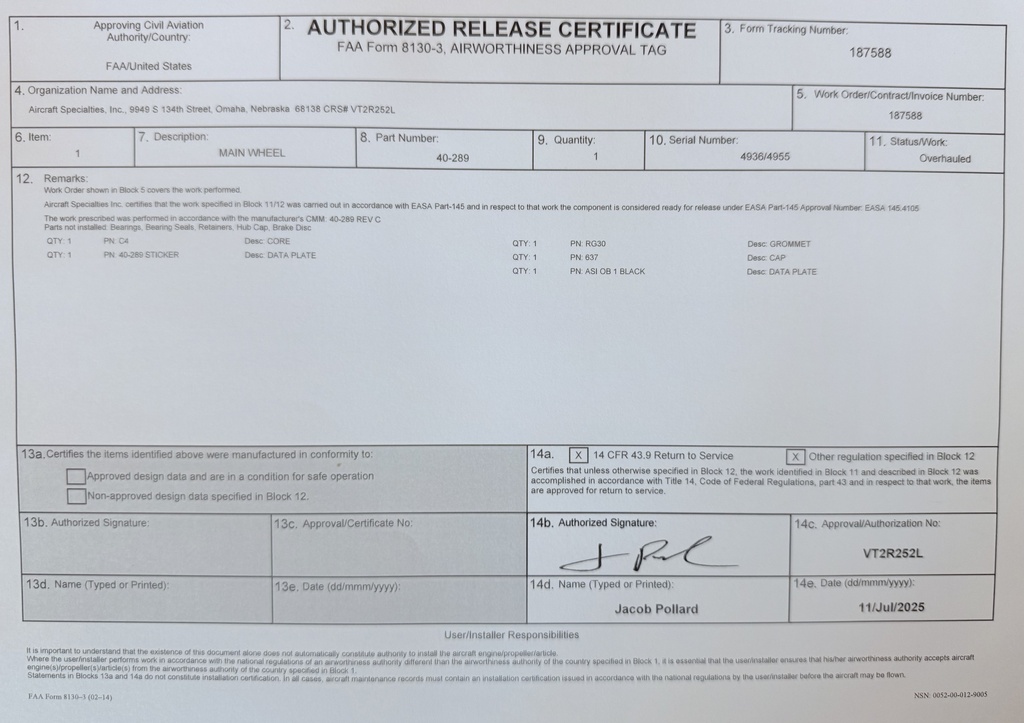 1. Approving Civil Aviation Authority/Country:
FAA/United States
2. AUTHORIZED RELEASE CERTIFICATE
FAA Form 8130-3, AIRWORTHINESS APPROVAL TAG
3. Form Tracking Number:
187588
4. Organization Name and Address:
Aircraft Specialties, Inc., 9949 S 134th Street, Omaha, Nebraska 68138 CRS# VT2R252L
5. Work Order/Contract/Invoice Number:
187588
6. Item:
1
7. Description:
MAIN WHEEL
8. Part Number:
40-289
9. Quantity:
1
10. Serial Number:
4936/4955
11. Status/Work:
Overhauled
12. Remarks:
Work Order shown in Block 5 covers the work performed.
Aircraft Specialties Inc. certifies that the work specified in Block 11/12 was carried out in accordance with EASA Part-145 and in respect to that work the component is considered ready for release under EASA Part-145 Approval Number: EASA 145.4105
The work prescribed was performed in accordance with the manufacturer's CMM: 40-289 REV C
Parts not installed: Bearings, Bearing Seals, Retainers, Hub Cap, Brake Disc
QTY: 1 PN: C4 Desc: CORE
QTY: 1 PN: 40-289 STICKER Desc: DATA PLATE
QTY: 1 PN: RG30 Desc: GROMMET
QTY: 1 PN: 637 Desc: CAP
QTY: 1 PN: ASI OB 1 BLACK Desc: DATA PLATE
13a. Certifies the items identified above were manufactured in conformity to:
Approved design data and are in a condition for safe operation
Non-approved design data specified in Block 12.
14a. X 14 CFR 43.9 Return to Service X Other regulation specified in Block 12
Certifies that unless otherwise specified in Block 12, the work identified in Block 11 and described in Block 12 was
accomplished in accordance with Title 14, Code of Federal Regulations, part 43 and in respect to that work, the items
are approved for return to service.
13b. Authorized Signature:
13c. Approval/Certificate No:
14b. Authorized Signature:
14c. Approval/Authorization No:
VT2R252L
13d. Name (Typed or Printed):
13e. Date (dd/mmm/yyyy):
14d. Name (Typed or Printed):
Jacob Pollard
14e. Date (dd/mmm/yyyy):
11/Jul/2025
User/Installer Responsibilities
It is important to understand that the existence of this document alone does not automatically constitute authority to install the aircraft engine/propeller/article.
Where the user/installer performs work in accordance with the national regulations of an airworthiness authority different than the airworthiness authority of the country specified in Block 1, it is essential that the user/installer ensures that his/her airworthiness authority accepts aircraft
engine(s)/propeller(s)/article(s) from the airworthiness authority of the country specified in Block 1.
Statements in Blocks 13a and 14a do not constitute installation certification. In all cases, aircraft maintenance records must contain an installation certification issued in accordance with the national regulations by the user/installer before the aircraft may be flown.
FAA Form 8130-3 (02-14)
NSN: 0052-00-012-9005